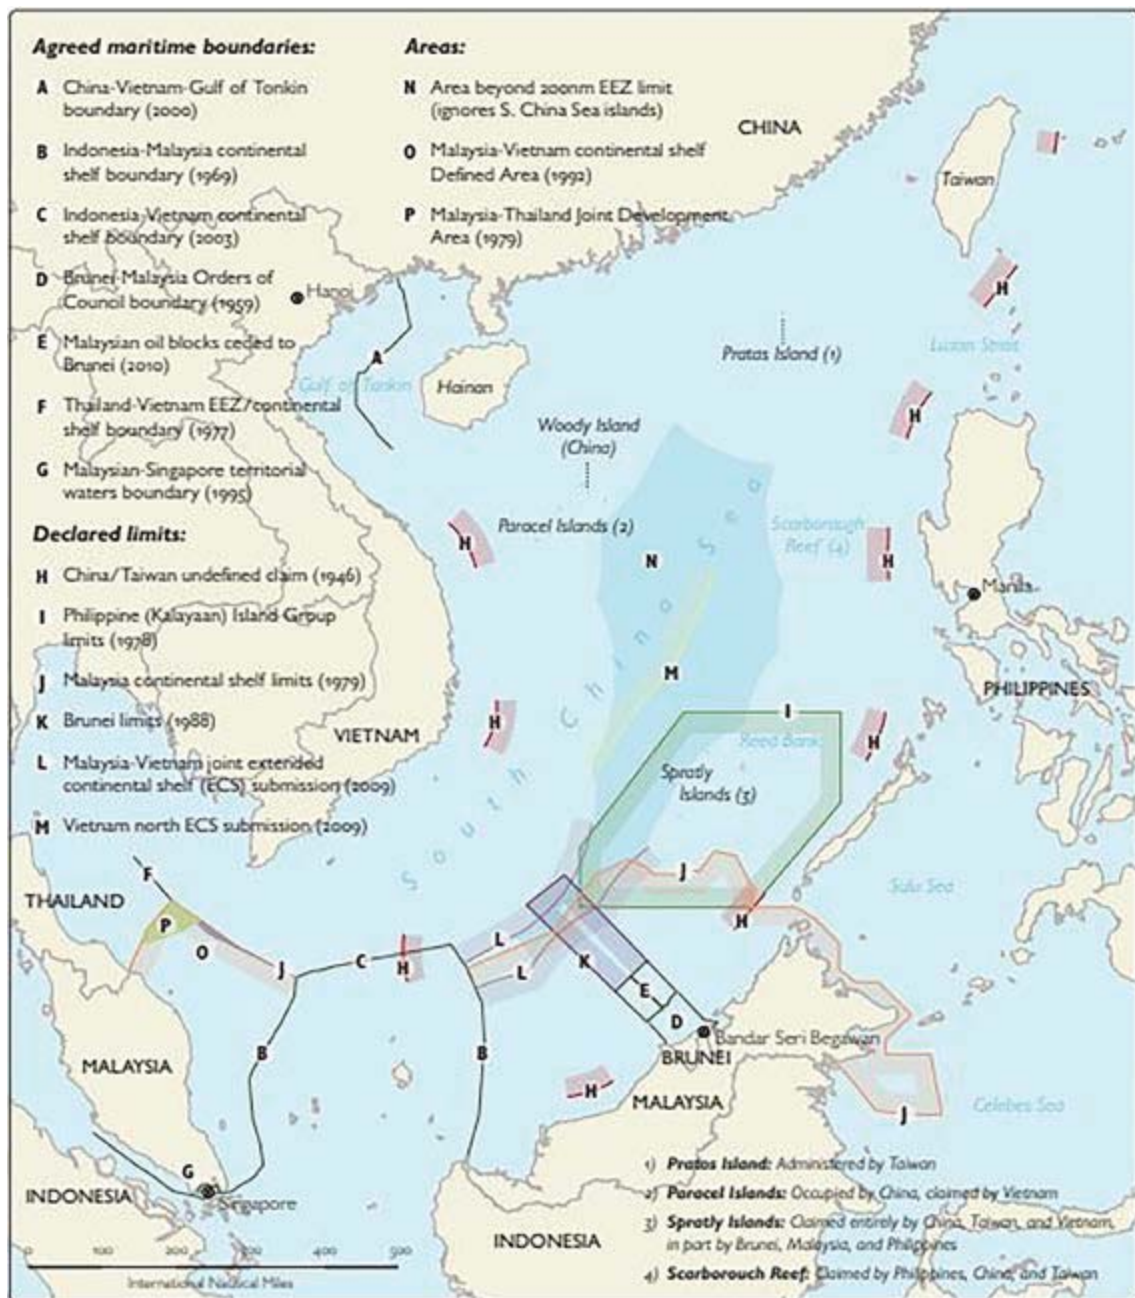 Agreed maritime boundaries:
A China-Vietnam-Gulf of Tonkin
boundary (2000)
B Indonesia-Malaysia continental
shelf boundary (1969)
C Indonesia-Vietnam continental
shelf boundary (2003)
D Brunei-Malaysia Orders of
Council boundary (1959)
E Malaysian oil blocks ceded to
Brunei (2010)
F Thailand-Vietnam EEZ/continental
shelf boundary (1977)
G Malaysian-Singapore territorial
waters boundary (1995)
Declared limits:
H China/Taiwan undefined claim (1946)
I Philippine (Kalayaan) Island Group
limits (1978)
J Malaysia continental shelf limits (1979)
K Brunei limits (1988)
L Malaysia-Vietnam joint extended
continental shelf (ECS) submission (2009)
M Vietnam north ECS submission (2009)
Areas:
N Area beyond 200nm EEZ limit
(ignores S. China Sea islands)
O Malaysia-Vietnam continental shelf
Defined Area (1992)
P Malaysia-Thailand Joint Development
Area (1979)
CHINA
Taiwan
Hanoi
H
A
Pratas Island (1)
Luzon Strait
Gulf of Tonkin
Hainan
H
Woody Island
(China)
Paracel Islands (2)
Scarborough
Reef (4)
H
N
H
Manila
South China Sea
M
PHILIPPINES
H
VIETNAM
I
Reed Bank
H
Spratly
Islands (3)
F
J
THAILAND
Sulu Sea
P
H
O
L
C
J
H
L
K
E
D
Bandar Seri Begawan
B
B
BRUNEI
MALAYSIA
H
MALAYSIA
J
Celebes Sea
G
INDONESIA
Singapore
INDONESIA
1) Pratas Island: Administered by Taiwan
2) Paracel Islands: Occupied by China, claimed by Vietnam
3) Spratly Islands: Claimed entirely by China, Taiwan, and Vietnam,
in part by Brunei, Malaysia, and Philippines
4) Scarborouch Reef: Claimed by Philippines, China, and Taiwan
0 100 200 300 400 500
International Nautical Miles